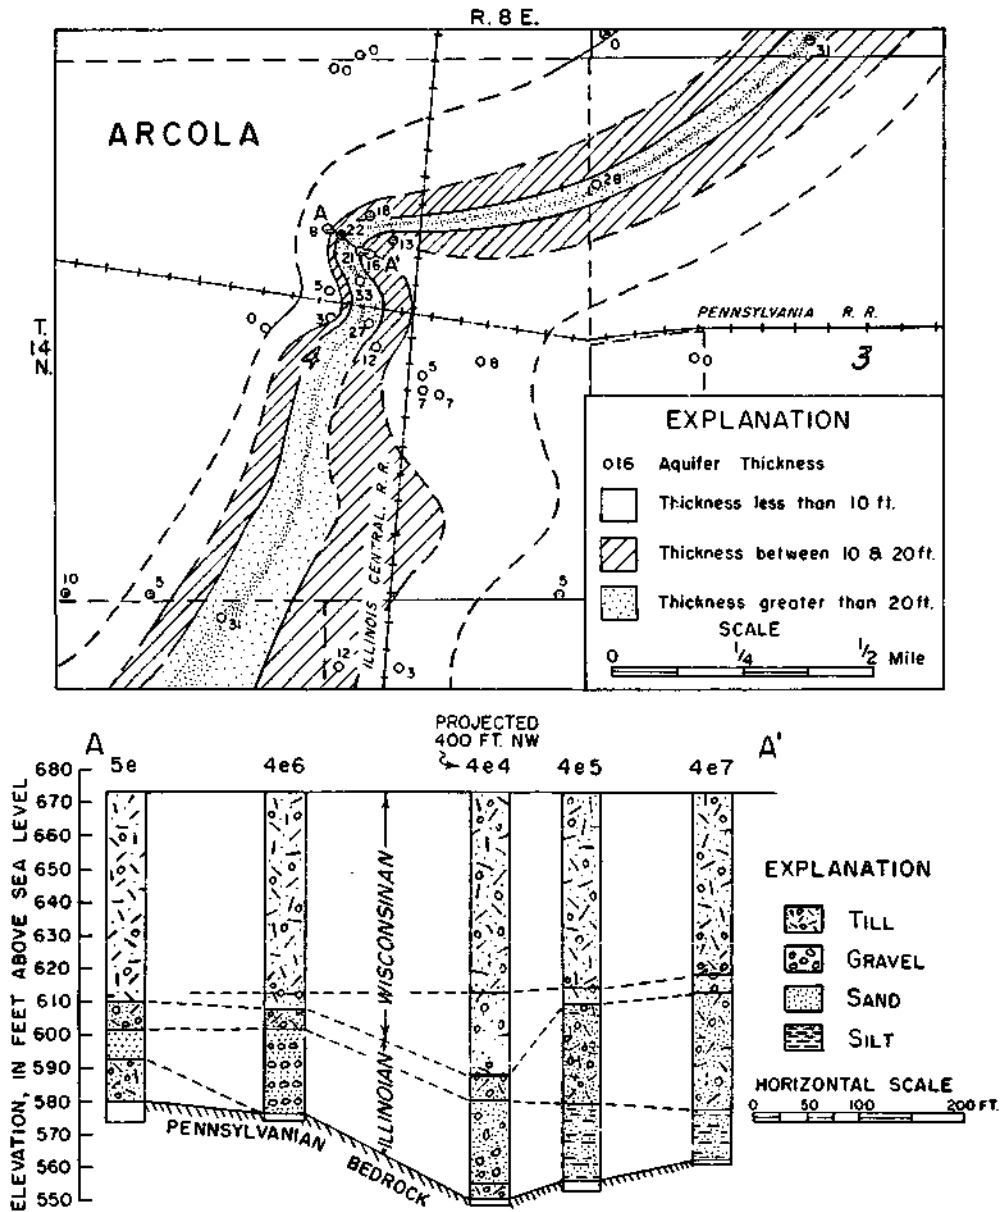 R. 8 E.
0
0
0
0
31
ARCOLA
28
18
A
8
22
13
21
16
A'
5
33
3
0
27
12
4
T.
14
N.
PENNSYLVANIA R. R.
3
0
8
5
7
7
ILLINOIS CENTRAL R. R.
10
5
5
31
12
3
EXPLANATION
16 Aquifer Thickness
Thickness less than 10 ft.
Thickness between 10 & 20 ft.
Thickness greater than 20 ft.
SCALE
0 1/4 1/2 Mile
PROJECTED
400 FT. NW
A A'
5e 4e6 4e4 4e5 4e7
ELEVATION, IN FEET ABOVE SEA LEVEL
680
670
660
650
640
630
620
610
600
590
580
570
560
550
WISCONSINAN
ILLINOIAN
PENNSYLVANIAN
BEDROCK
EXPLANATION
TILL
GRAVEL
SAND
SILT
HORIZONTAL SCALE
0 50 100 200 FT.